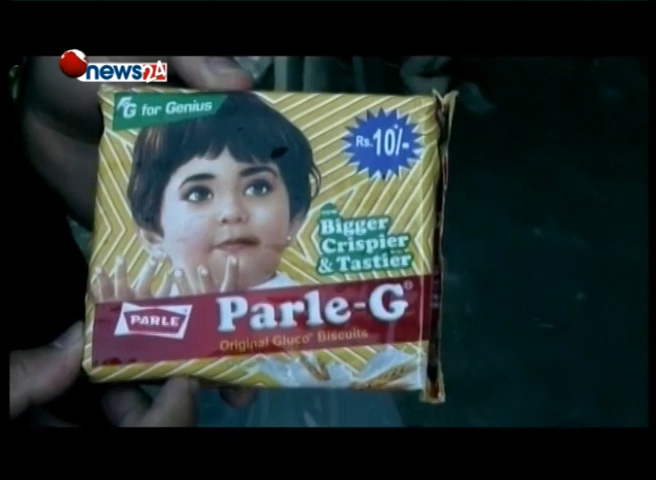 news24
G for Genius
Rs.10/-
Bigger
Crispier
& Tastier
PARLE
Parle-G®
Original Gluco® Biscuits